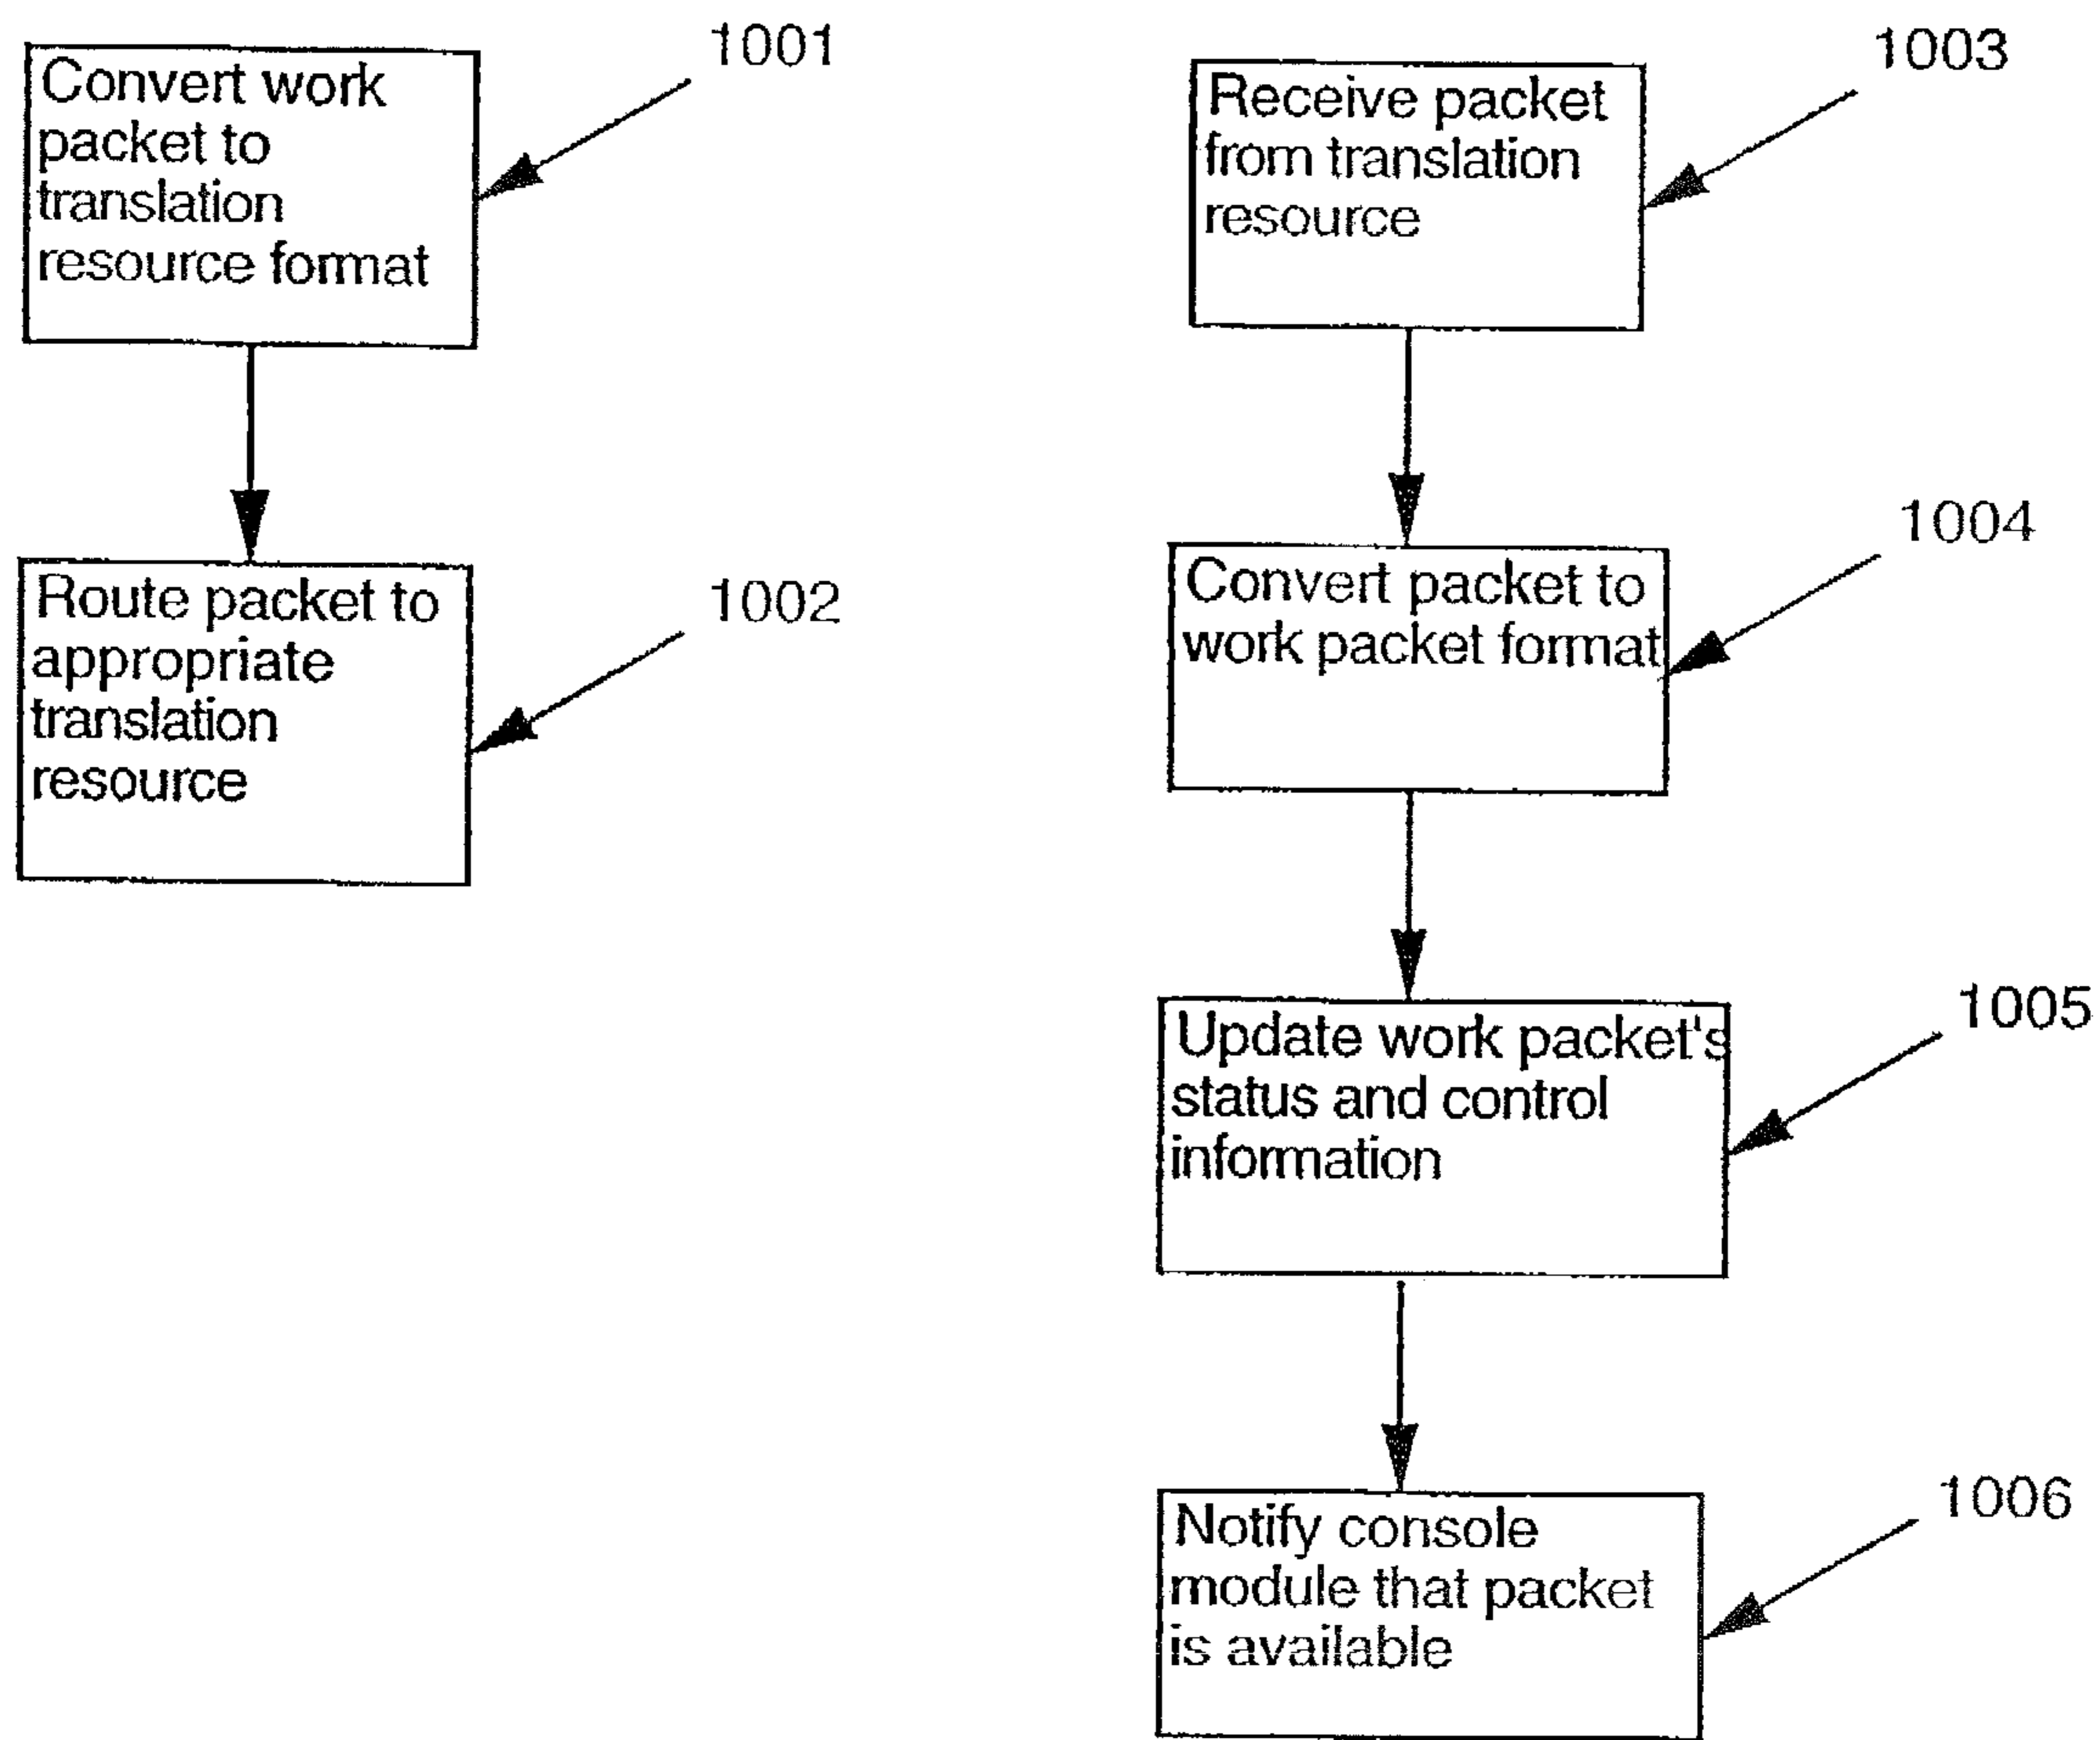 1001
Convert work
packet to
translation
resource format
1002
Route packet to
appropriate
translation
resource
1003
Receive packet
from translation
resource
1004
Convert packet to
work packet format
1005
Update work packet's
status and control
information
1006
Notify console
module that packet
is available